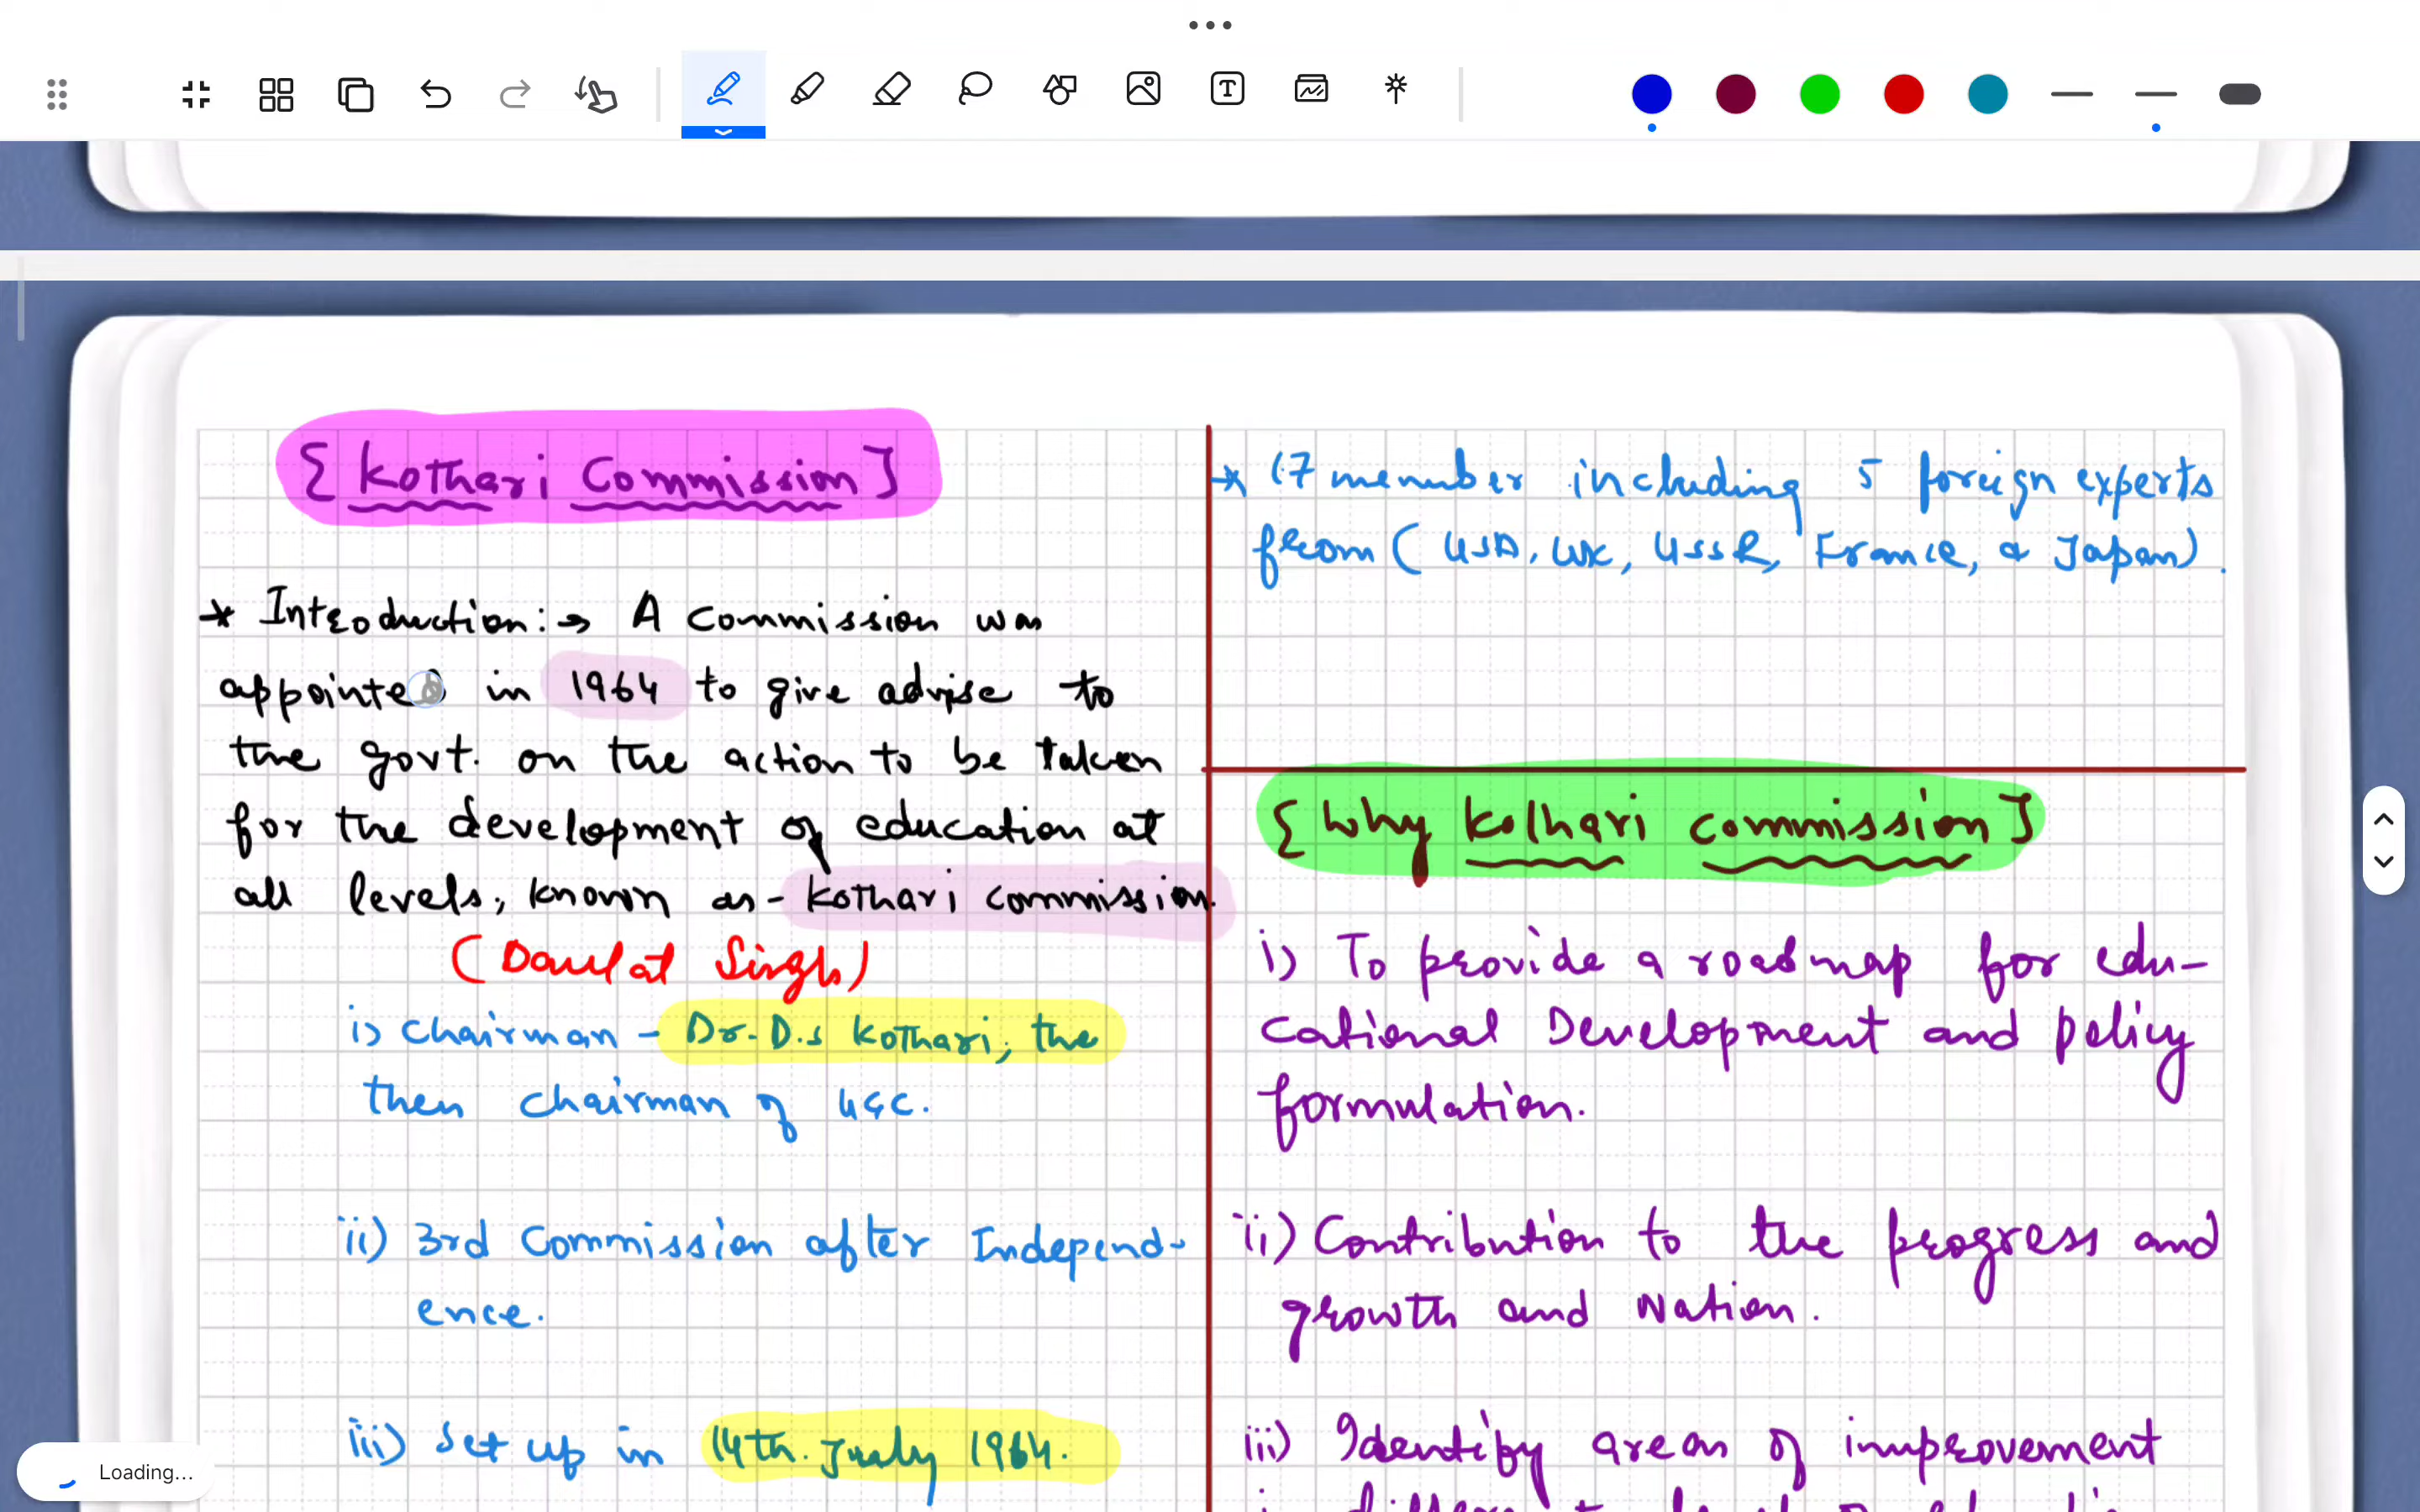 { Kothari Commission }
* Introduction:→ A Commission was
appointed in 1964 to give advise to
the govt. on the action to be taken
for the development of education at
all levels, known as - Kothari commission.
(Daulat Singh)
i) Chairman - Dr. D.S Kothari, the
then chairman of UGC.
ii) 3rd Commission after Independ-
ence.
iii) Set up in 14th. July 1964.
* 17 member including 5 foreign experts
from (USA, UK, USSR, France, & Japan).
{ Why Kothari Commission }
i) To provide a roadmap for edu-
cational Development and policy
formulation.
ii) Contribution to the progress and
growth and Nation.
iii) Identify areas of improvement
Loading...